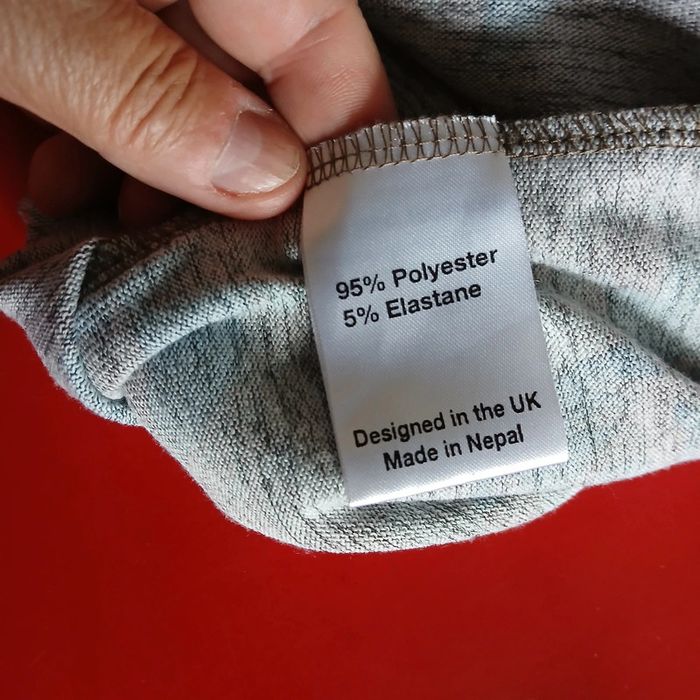 95% Polyester
5% Elastane
Designed in the UK
Made in Nepal